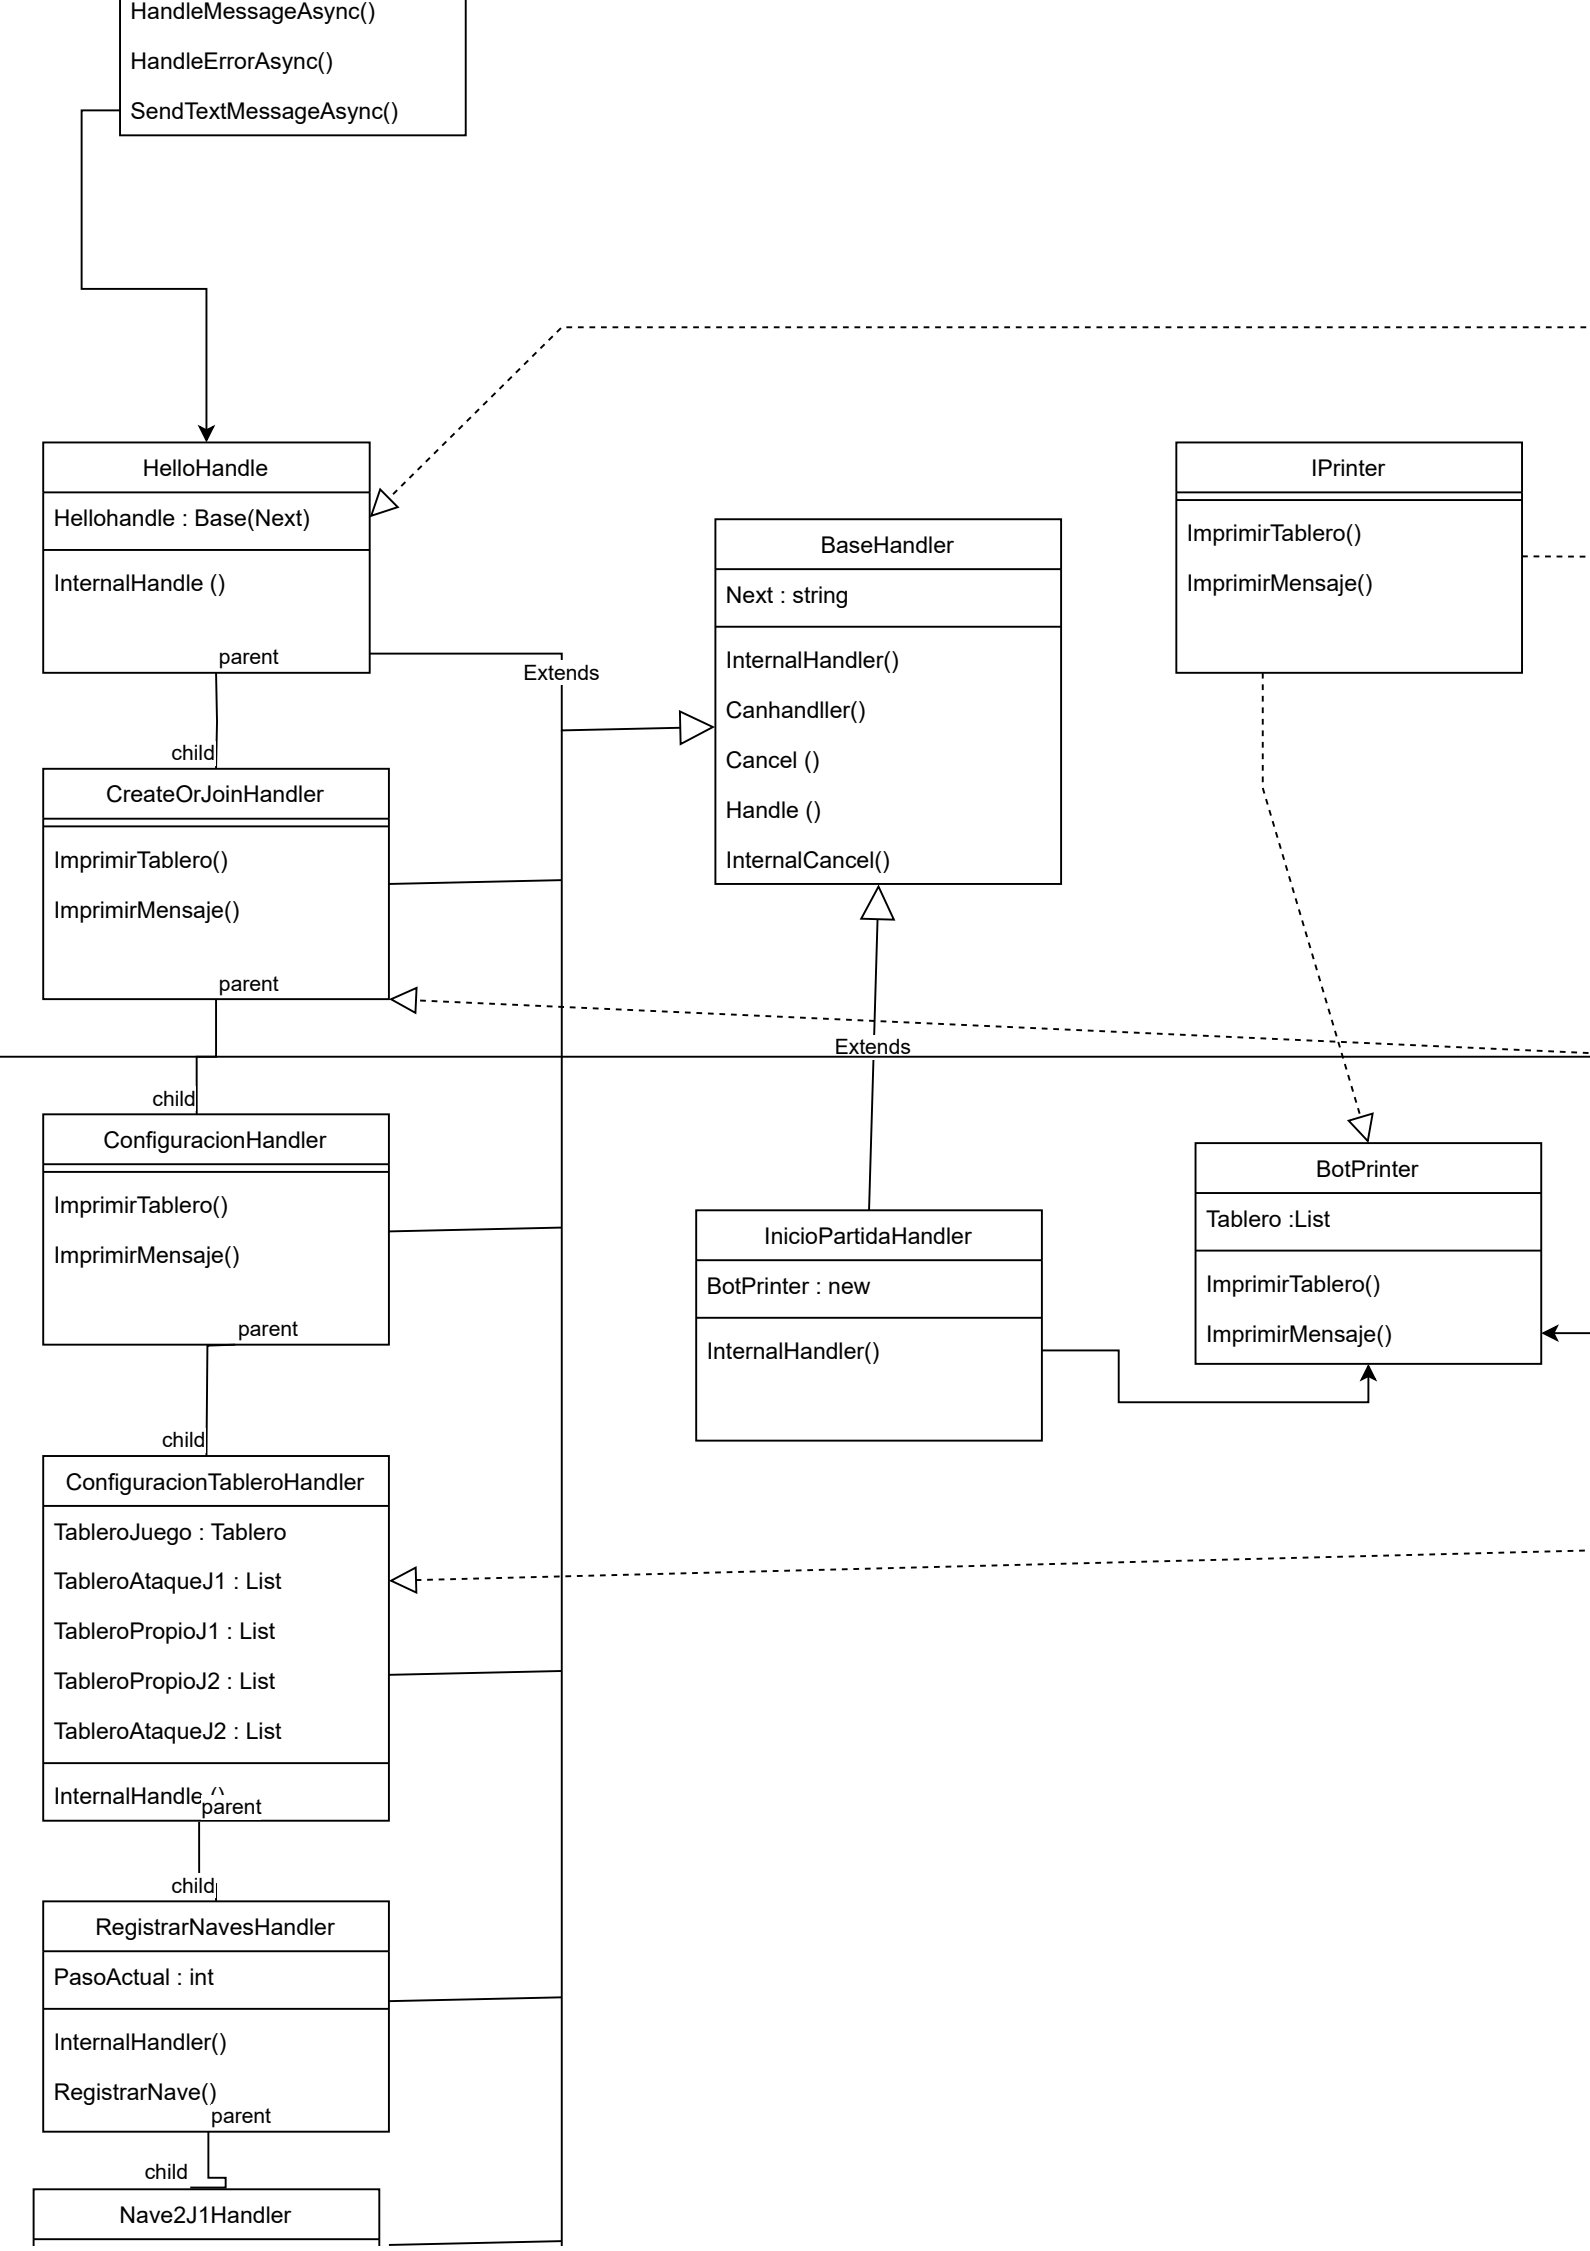 HandleMessageAsync()
HandleErrorAsync()
SendTextMessageAsync()
HelloHandle
Hellohandle : Base(Next)
InternalHandle ()
parent
Extends
child
CreateOrJoinHandler
ImprimirTablero()
ImprimirMensaje()
parent
child
ConfiguracionHandler
ImprimirTablero()
ImprimirMensaje()
parent
child
ConfiguracionTableroHandler
TableroJuego : Tablero
TableroAtaqueJ1 : List
TableroPropioJ1 : List
TableroPropioJ2 : List
TableroAtaqueJ2 : List
InternalHandle ()
parent
child
RegistrarNavesHandler
PasoActual : int
InternalHandler()
RegistrarNave()
parent
child
Nave2J1Handler
BaseHandler
Next : string
InternalHandler()
Canhandller()
Cancel ()
Handle ()
InternalCancel()
Extends
InicioPartidaHandler
BotPrinter : new
InternalHandler()
IPrinter
ImprimirTablero()
ImprimirMensaje()
BotPrinter
Tablero :List
ImprimirTablero()
ImprimirMensaje()